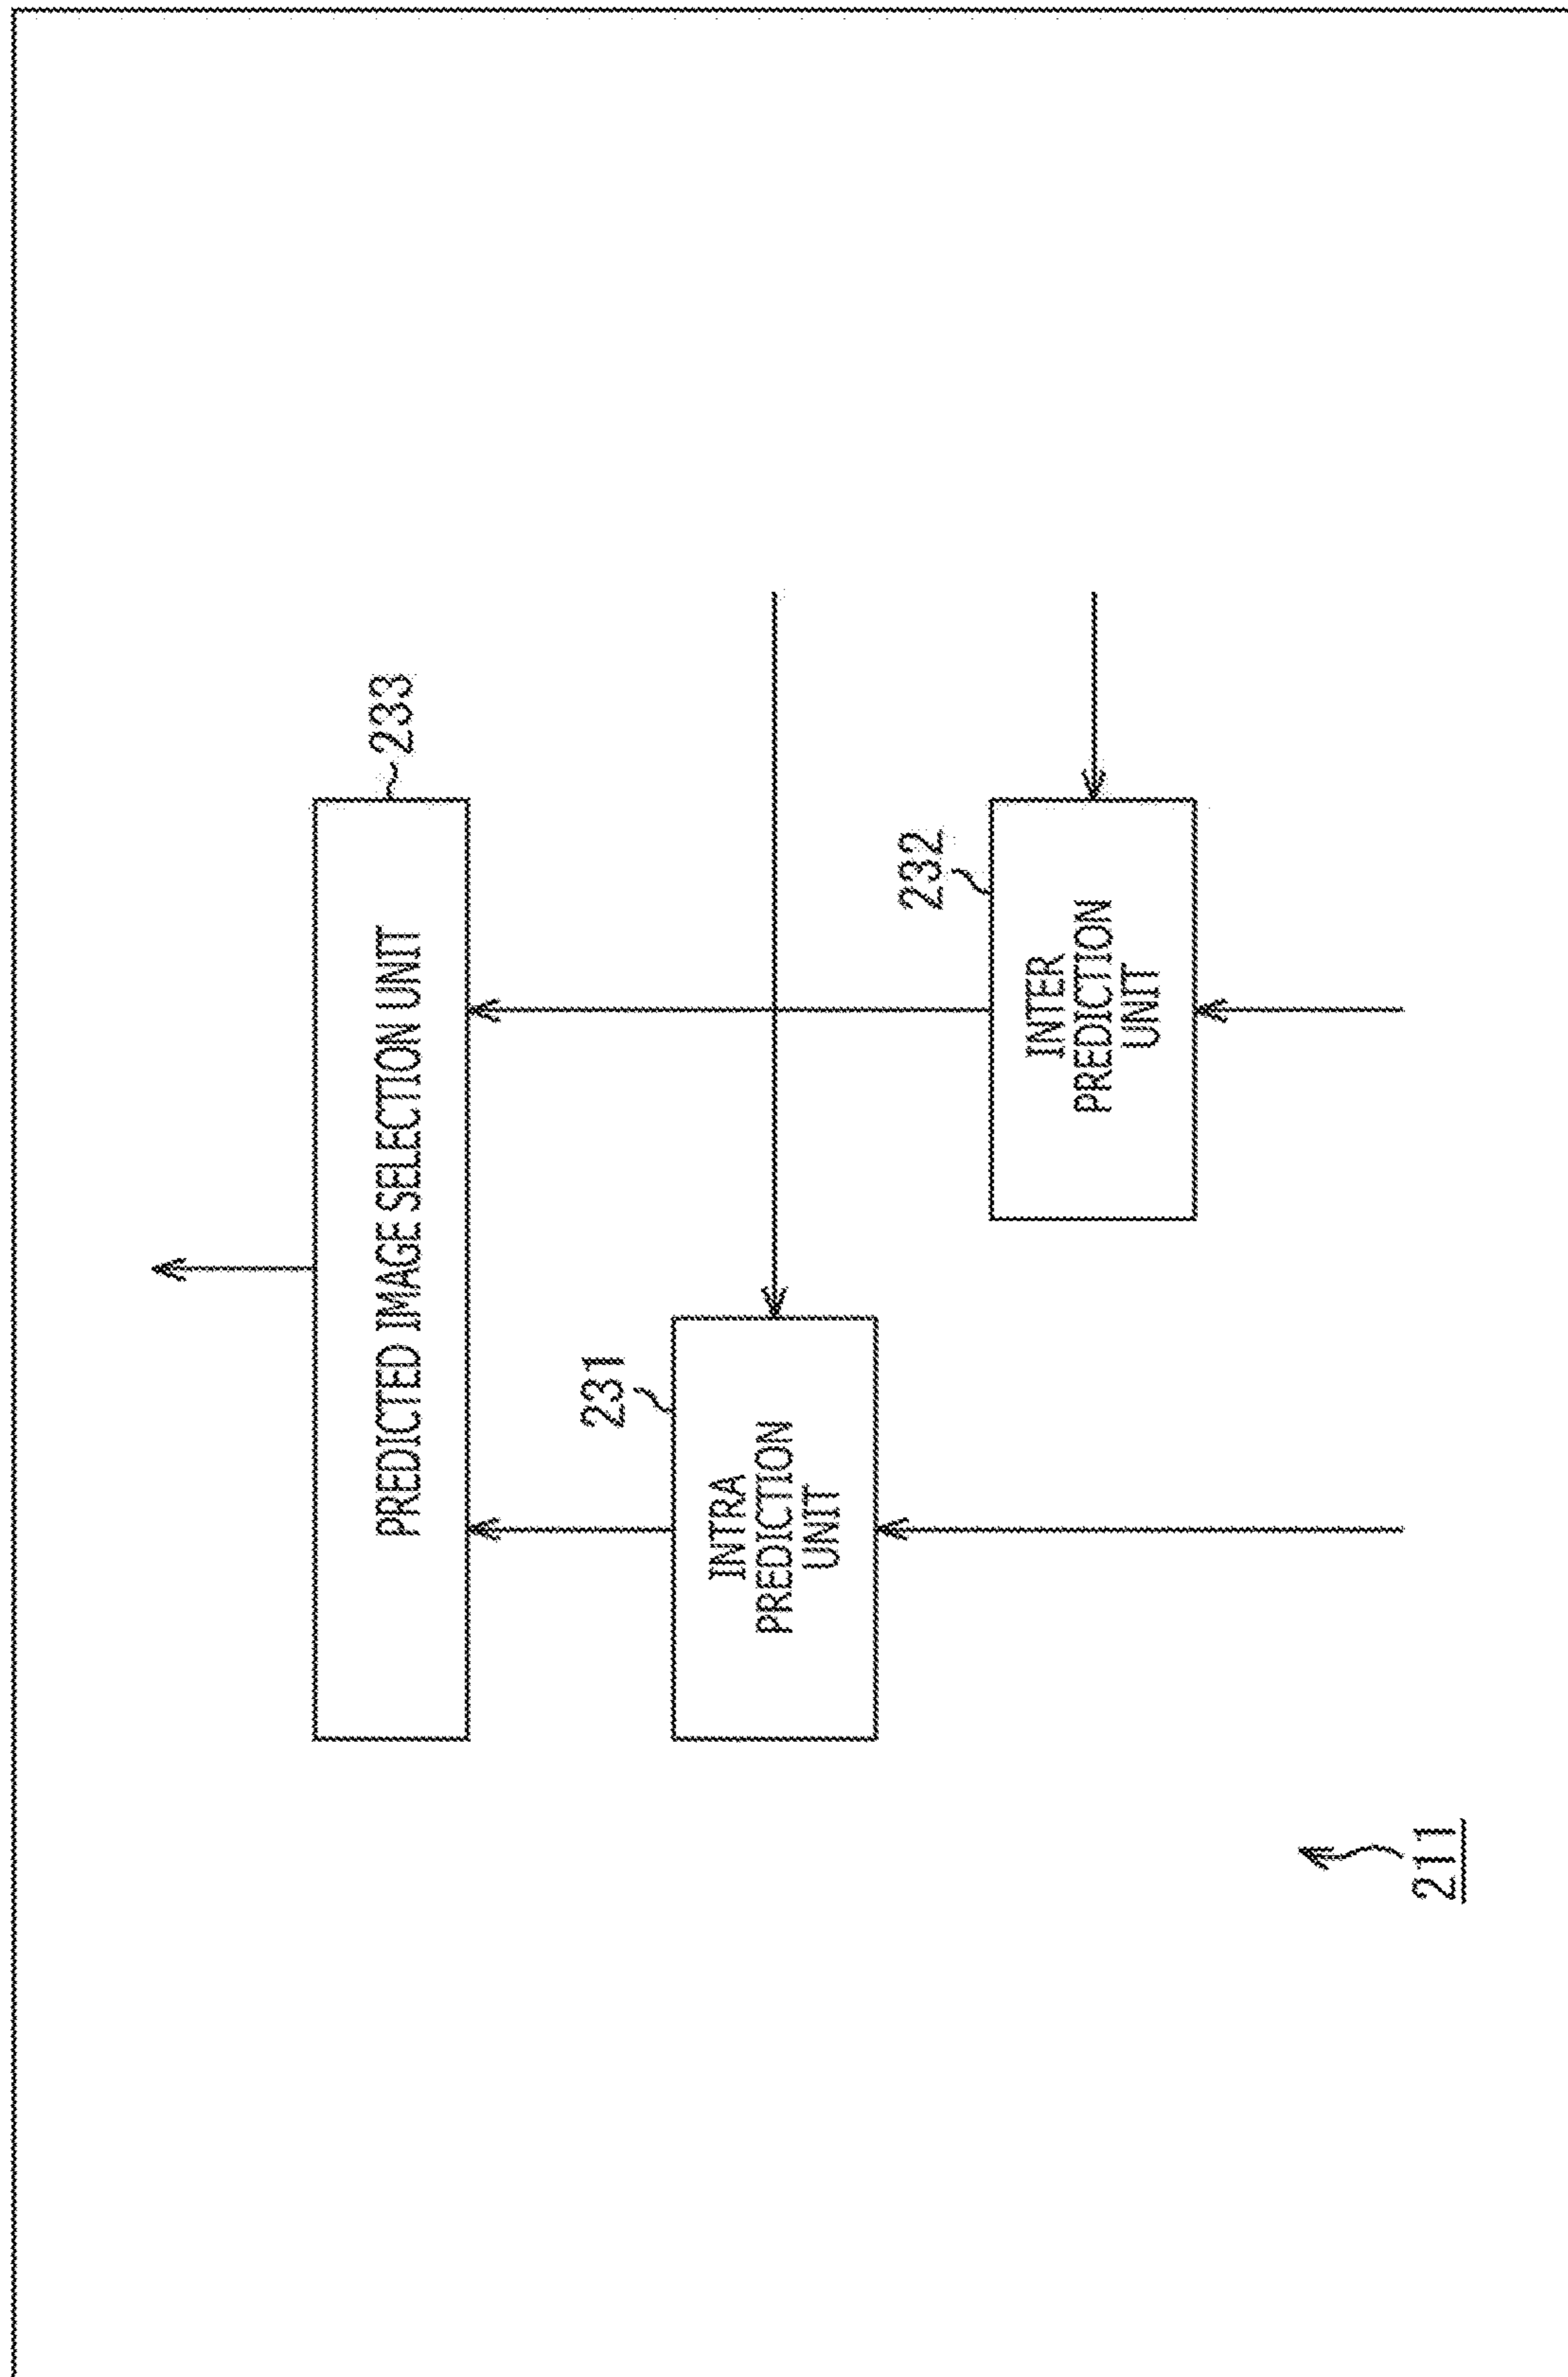 211
233
PREDICTED IMAGE SELECTION UNIT
231
INTRA
PREDICTION
UNIT
232
INTER
PREDICTION
UNIT